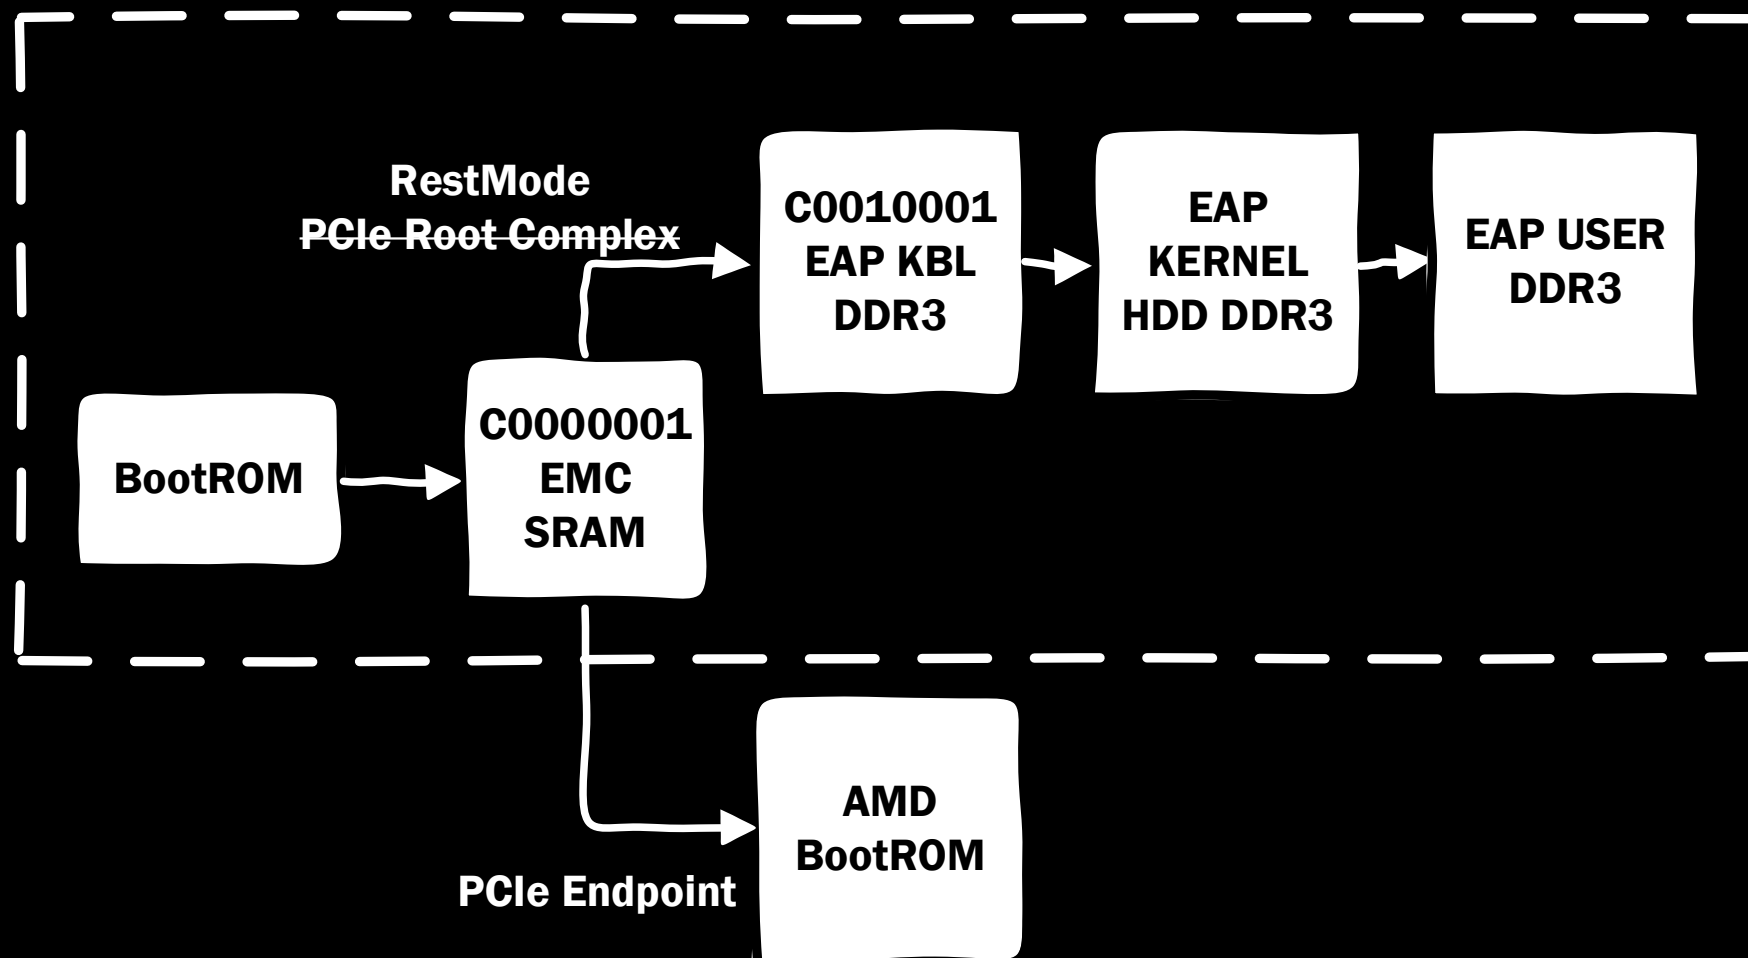 RestMode
PCIe Root Complex
C0010001
EAP KBL
DDR3
EAP
KERNEL
HDD DDR3
EAP USER
DDR3
BootROM
C0000001
EMC
SRAM
AMD
BootROM
PCIe Endpoint